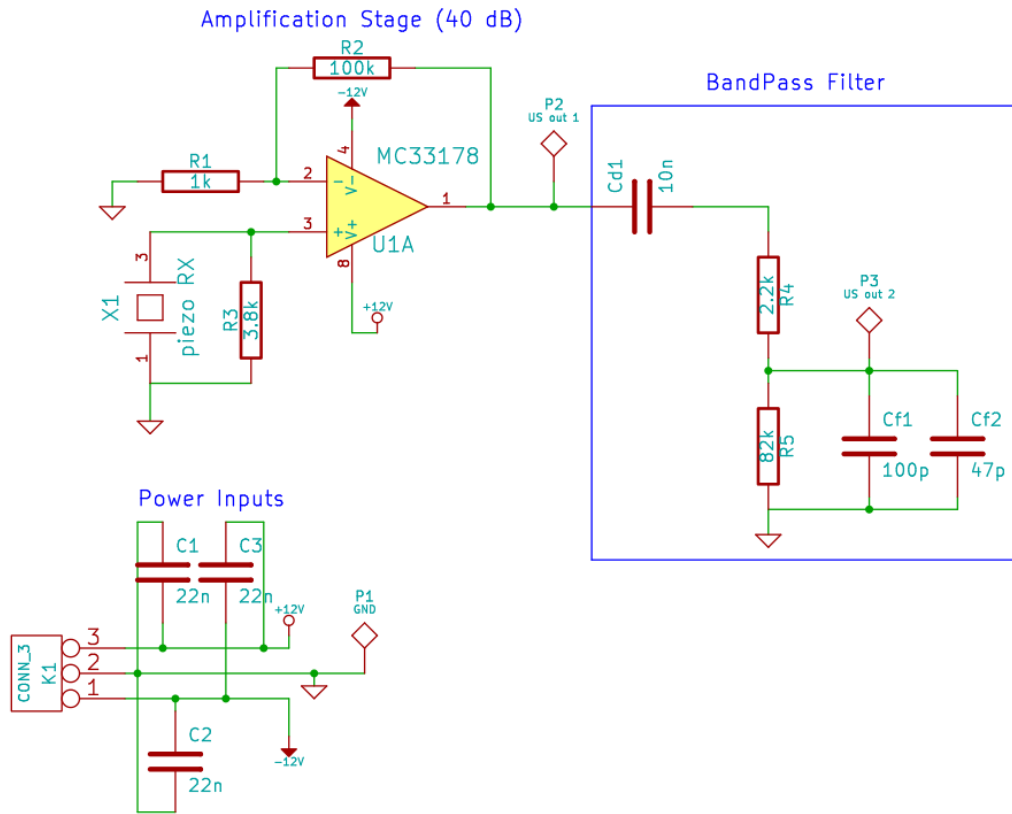 Amplification Stage (40 dB)
R2
100k
-12V
4
MC33178
R1
1k
2
-
V-
1
3
+
V+
U1A
8
+12V
3
X1
piezo RX
1
R3
3.8k
P2
US out 1
BandPass Filter
Cd1
10n
2.2k
R4
P3
US out 2
82k
R5
Cf1
100p
Cf2
47p
Power Inputs
C1
22n
C3
22n
+12V
P1
GND
CONN_3
K1
3
2
1
C2
22n
-12V